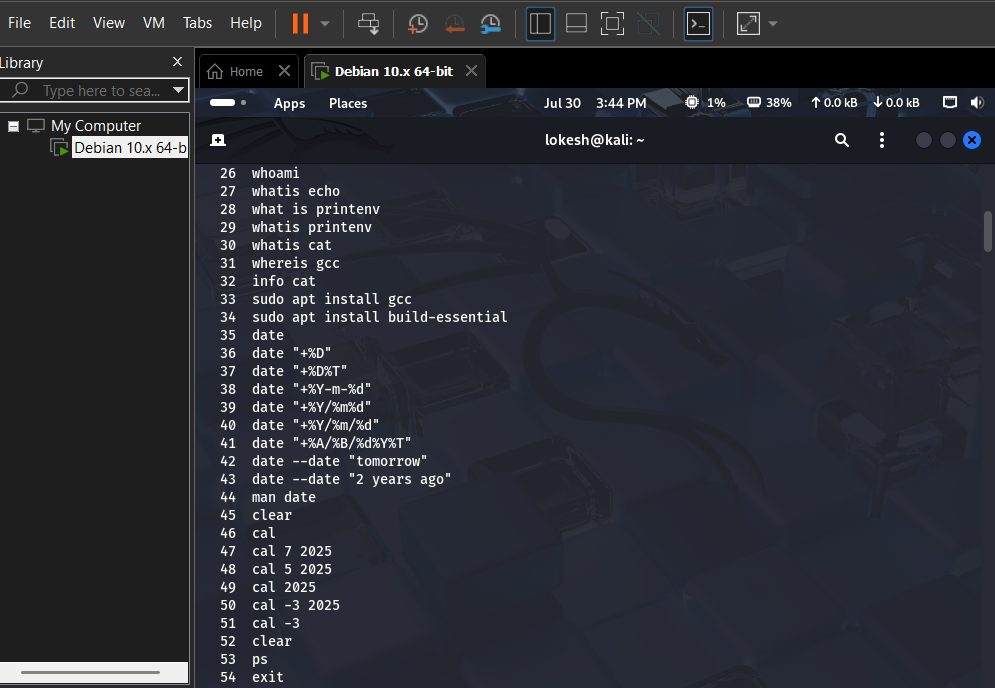 File Edit View VM Tabs Help
Library
Type here to sea...
My Computer
Debian 10.x 64-b
Home
Debian 10.x 64-bit
Apps Places Jul 30 3:44 PM 1% 38% 0.0 kB 0.0 kB
lokesh@kali: ~
26 whoami
27 whatis echo
28 what is printenv
29 whatis printenv
30 whatis cat
31 whereis gcc
32 info cat
33 sudo apt install gcc
34 sudo apt install build-essential
35 date
36 date "+%D"
37 date "+%D%T"
38 date "+%Y-m-%d"
39 date "+%Y/%m%d"
40 date "+%Y/%m/%d"
41 date "+%A/%B/%d%Y%T"
42 date --date "tomorrow"
43 date --date "2 years ago"
44 man date
45 clear
46 cal
47 cal 7 2025
48 cal 5 2025
49 cal 2025
50 cal -3 2025
51 cal -3
52 clear
53 ps
54 exit